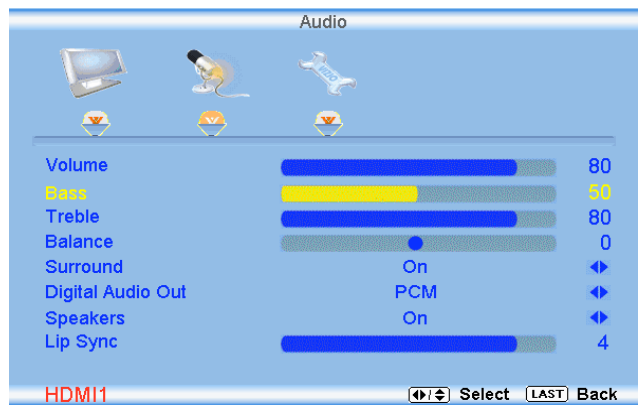 Audio
Volume 80
Bass 50
Treble 80
Balance 0
Surround On
Digital Audio Out PCM
Speakers On
Lip Sync 4
HDMI1 Select LAST Back